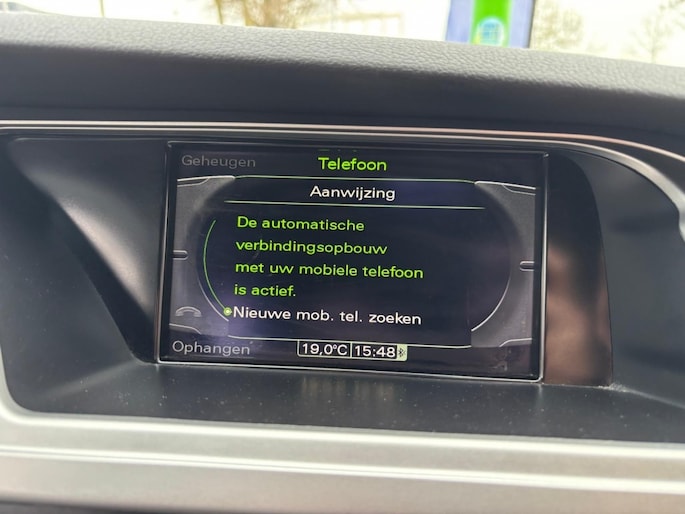 Geheugen
Telefoon
Aanwijzing
De automatische
verbindingsopbouw
met uw mobiele telefoon
is actief.
Nieuwe mob. tel. zoeken
Ophangen
19,0°C 15:48